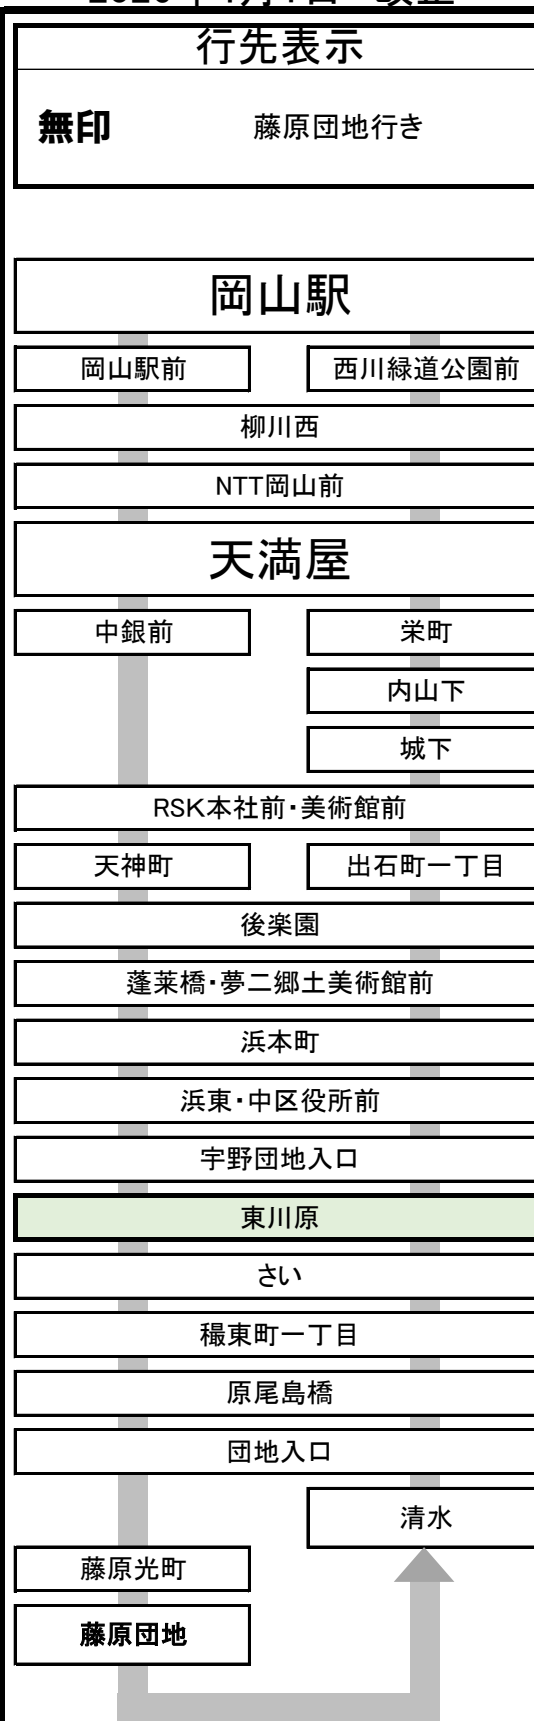 行先表示
無印 藤原団地行き
岡山駅
岡山駅前 西川緑道公園前
柳川西
NTT岡山前
天満屋
中銀前 栄町
内山下
城下
RSK本社前・美術館前
天神町 出石町一丁目
後楽園
蓬莱橋・夢二郷土美術館前
浜本町
浜東・中区役所前
宇野団地入口
東川原
さい
穝東町一丁目
原尾島橋
団地入口
清水
藤原光町
藤原団地